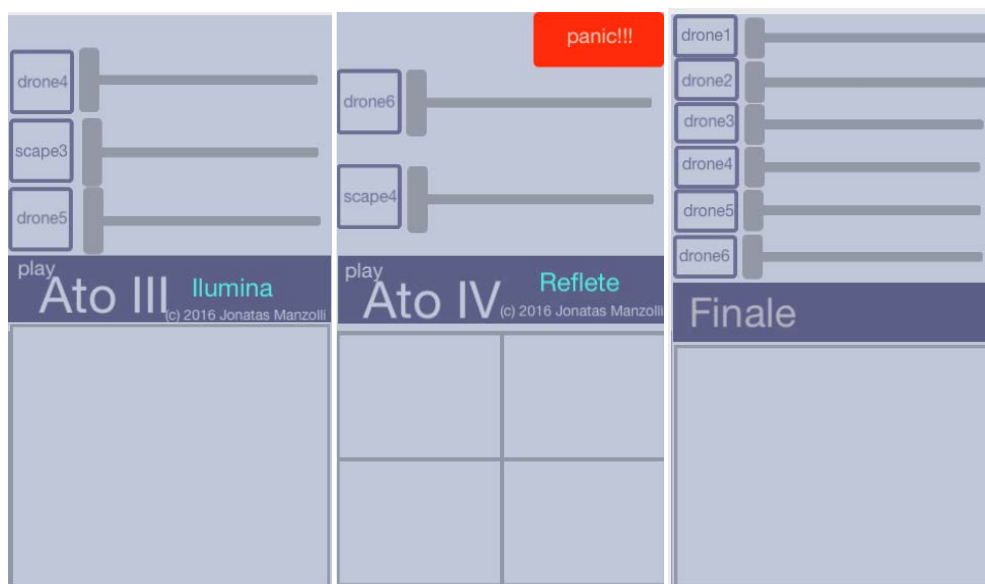 drone4
scape3
drone5
play
Ato III
Ilumina
(c) 2016 Jonatas Manzolli
panic!!!
drone6
scape4
play
Ato IV
Reflete
(c) 2016 Jonatas Manzolli
drone1
drone2
drone3
drone4
drone5
drone6
Finale